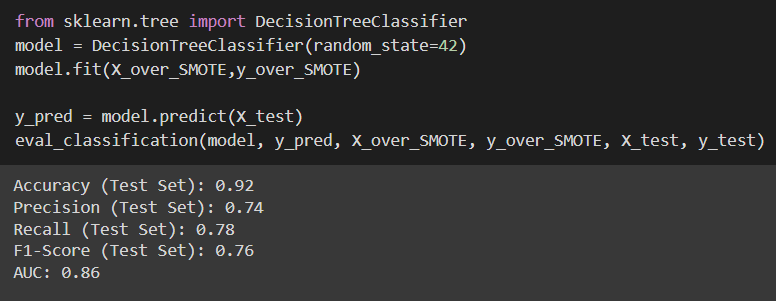 from sklearn.tree import DecisionTreeClassifier
model = DecisionTreeClassifier(random_state=42)
model.fit(X_over_SMOTE,y_over_SMOTE)
y_pred = model.predict(X_test)
eval_classification(model, y_pred, X_over_SMOTE, y_over_SMOTE, X_test, y_test)
Accuracy (Test Set): 0.92
Precision (Test Set): 0.74
Recall (Test Set): 0.78
F1-Score (Test Set): 0.76
AUC: 0.86